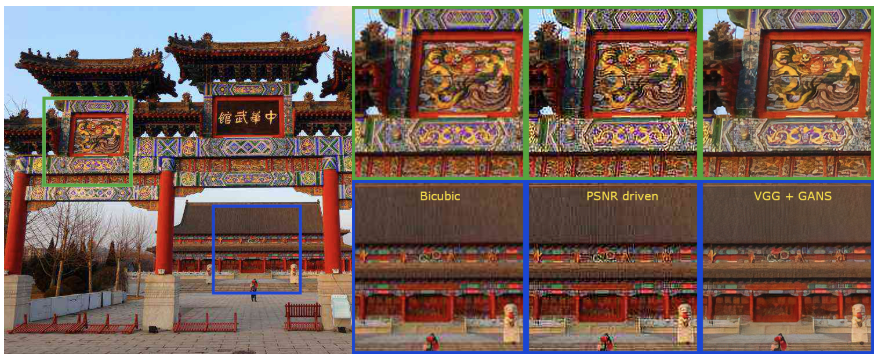 中華武館
Bicubic
PSNR driven
VGG + GANS